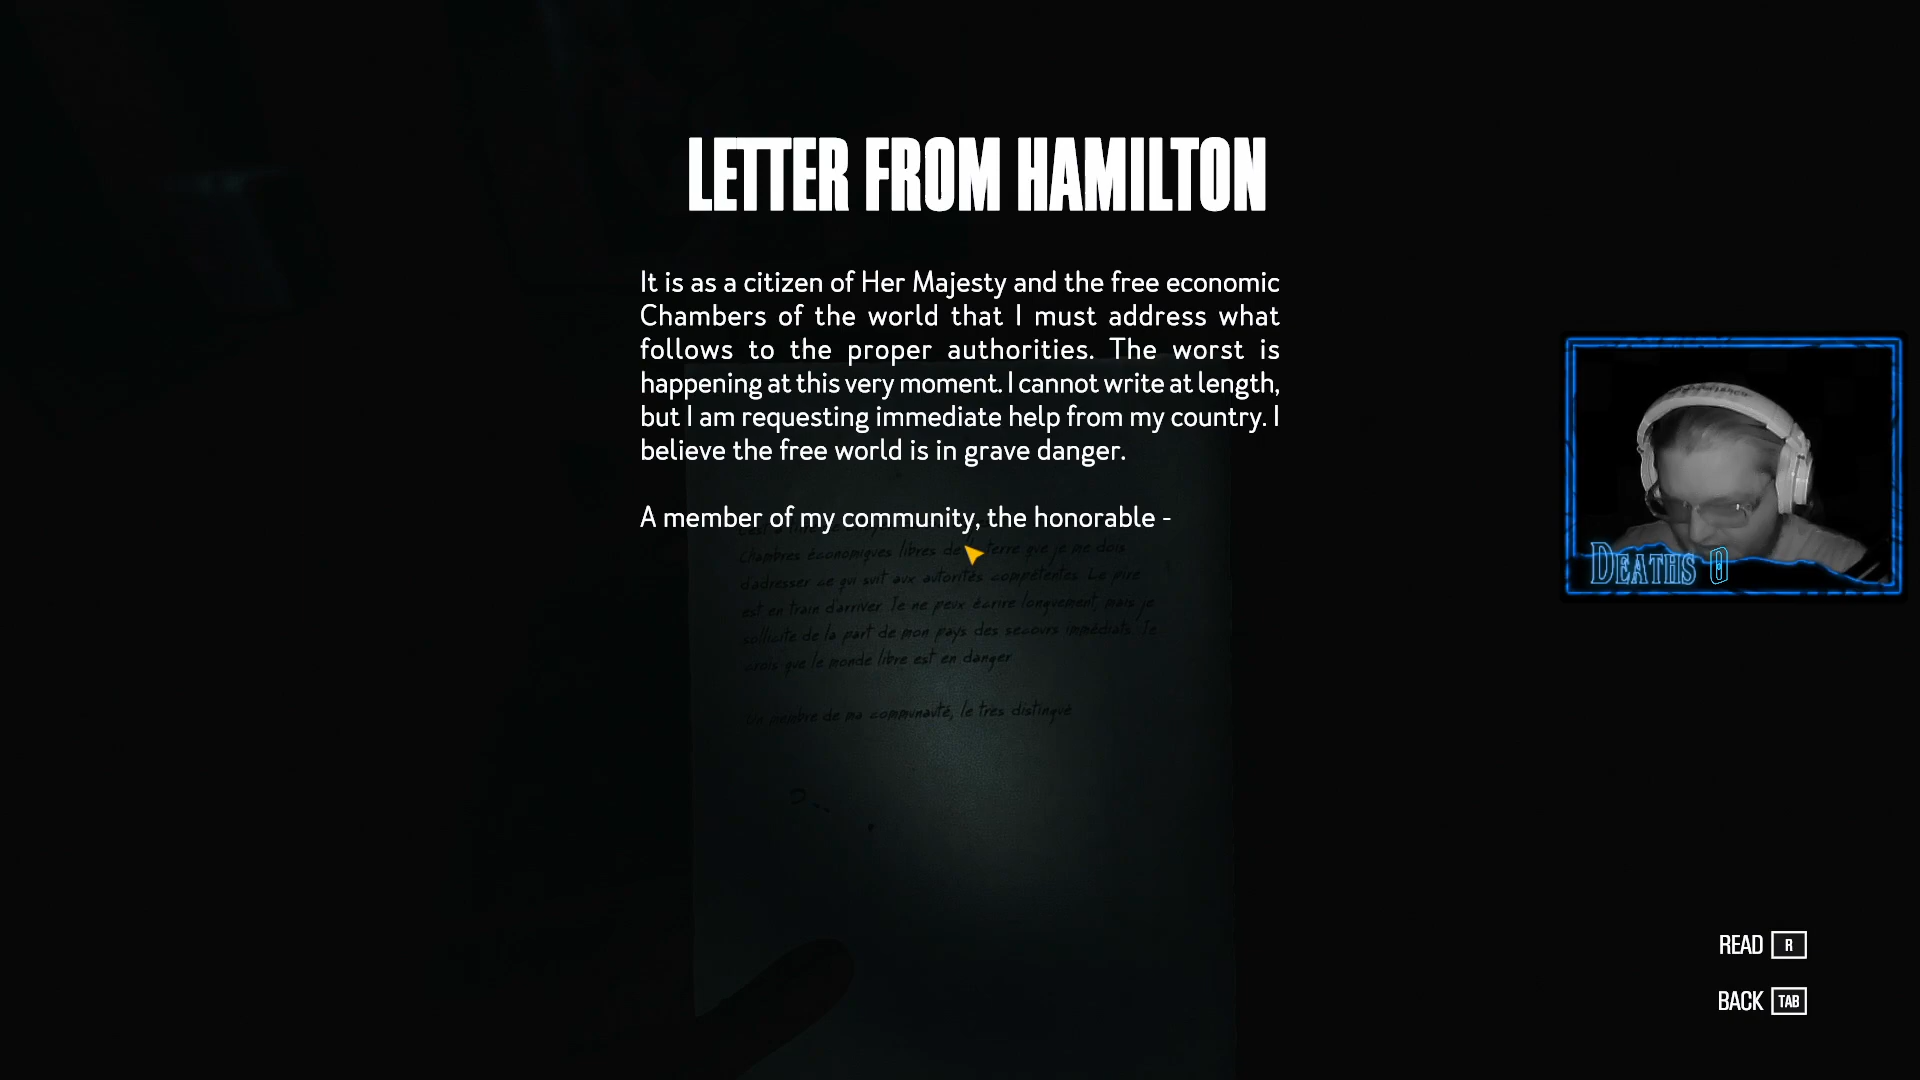 LETTER FROM HAMILTON
It is as a citizen of Her Majesty and the free economic
Chambers of the world that I must address what
follows to the proper authorities. The worst is
happening at this very moment. I cannot write at length,
but I am requesting immediate help from my country. I
believe the free world is in grave danger.
A member of my community, the honorable -
chambres économiques libres de terre que je me dois
d'adresser ce qui suit aux autorités compétentes. Le pire
est en train d'arriver. Je ne peux écrire longuement, mais je
sollicite de la part de mon pays des secours immédiats. Je
crois que le monde libre est en danger.
Un membre de ma communauté, le très distingué
DEATHS 0
READ R
BACK TAB